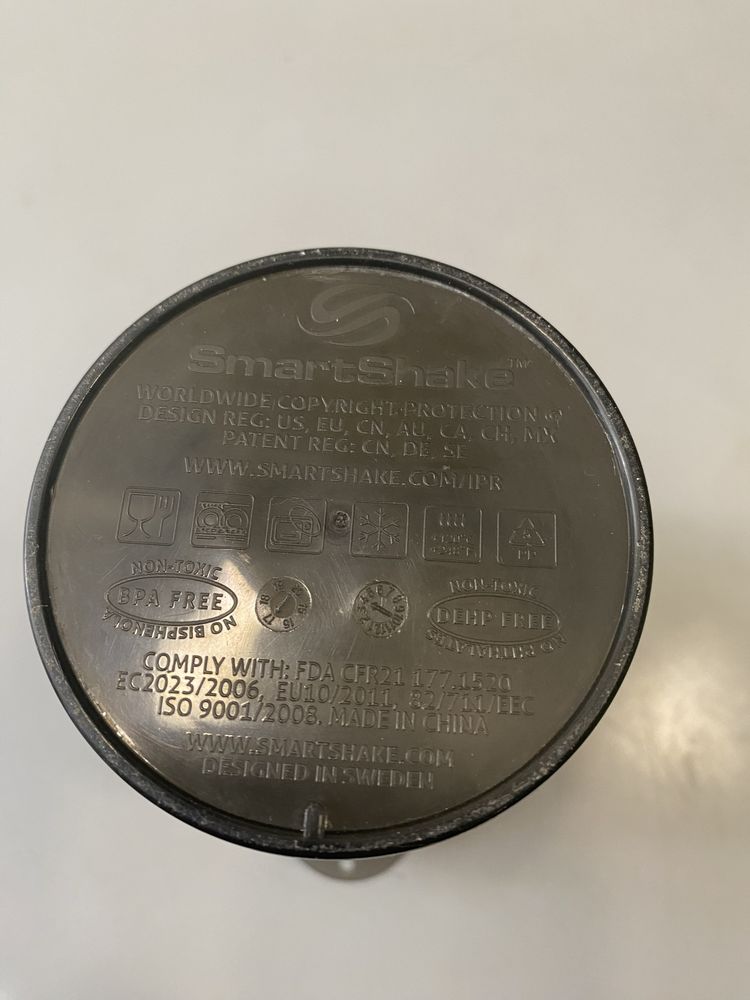 SmartShake™
WORLDWIDE COPYRIGHT PROTECTION &
DESIGN REG: US, EU, CN, AU, CA, CH, MX
PATENT REG: CN, DE, SE
WWW.SMARTSHAKE.COM/IPR
PP
NON-TOXIC
BPA FREE
NO BISPHENOL A
NON-TOXIC
DEHP FREE
NO PHTHALATES
COMPLY WITH: FDA CFR21 177.1520
EC2023/2006, EU10/2011, 82/711/EEC
ISO 9001/2008. MADE IN CHINA
WWW.SMARTSHAKE.COM
DESIGNED IN SWEDEN